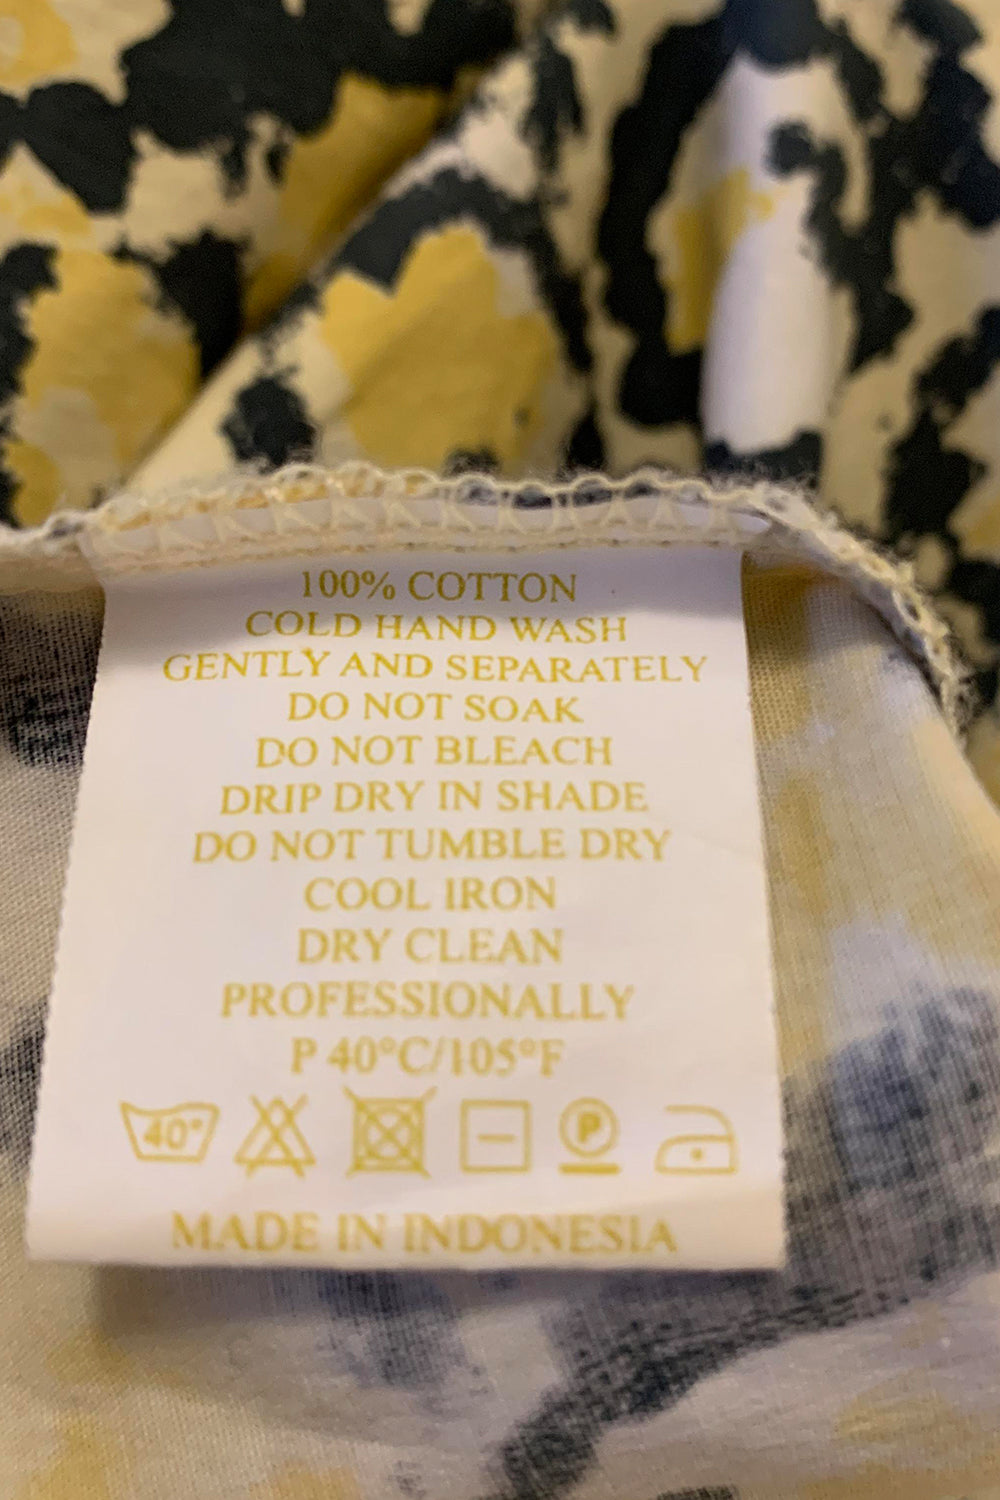 100% COTTON
COLD HAND WASH
GENTLY AND SEPARATELY
DO NOT SOAK
DO NOT BLEACH
DRIP DRY IN SHADE
DO NOT TUMBLE DRY
COOL IRON
DRY CLEAN
PROFESSIONALLY
P 40°C/105°F
40° P
MADE IN INDONESIA